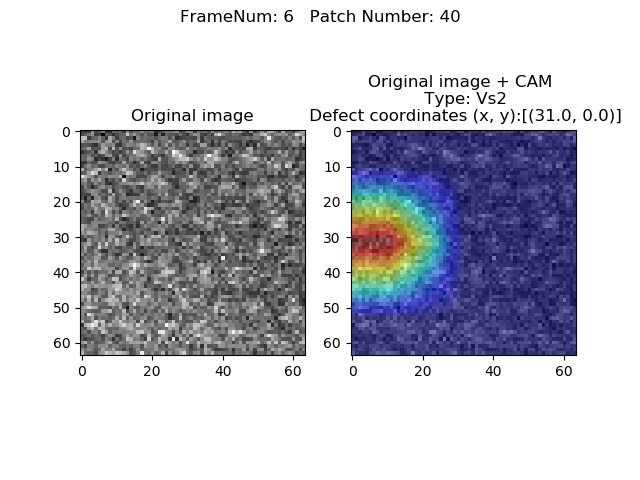 FrameNum: 6   Patch Number: 40
Original image
0
10
20
30
40
50
60
0 20 40 60
Original image + CAM
Type: Vs2
Defect coordinates (x, y):[(31.0, 0.0)]
0
10
20
30
40
50
60
0 20 40 60